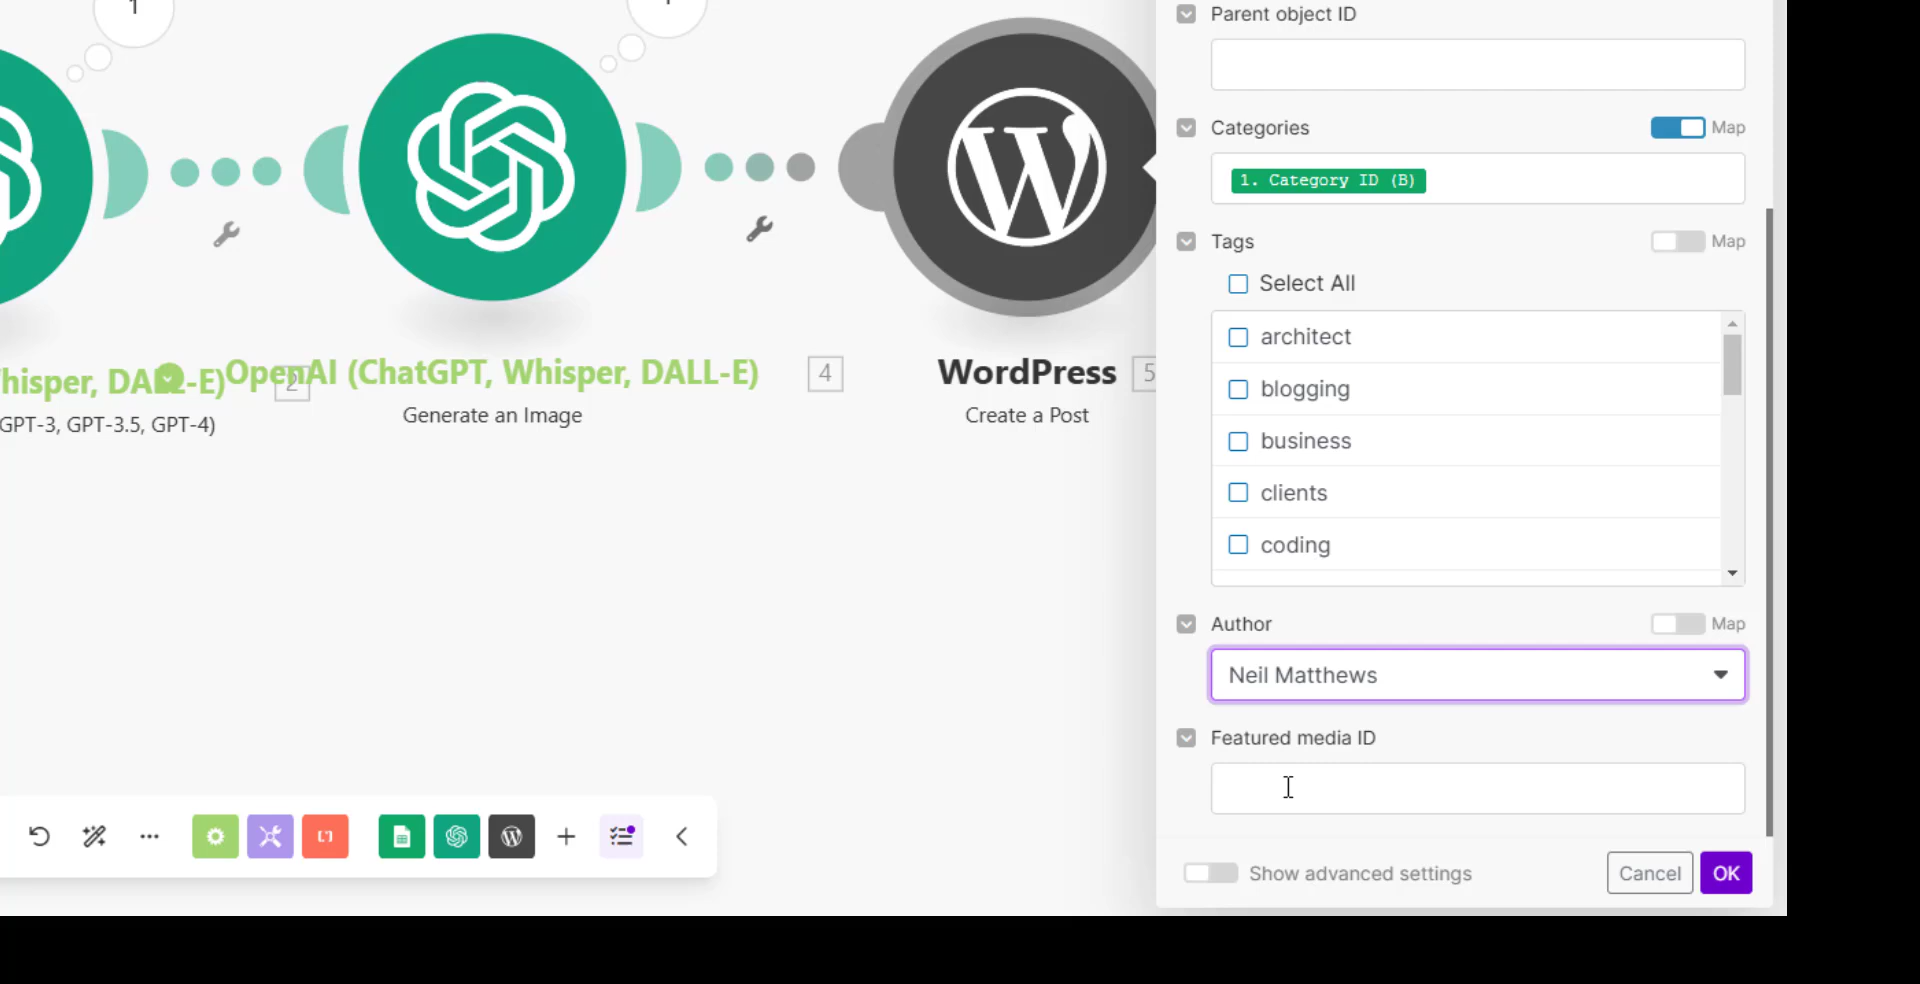 1
Parent object ID
Categories
Map
1. Category ID (B)
Tags
Map
Select All
architect
blogging
business
clients
coding
Author
Map
Neil Matthews
Featured media ID
Show advanced settings
Cancel
OK
hisper, DALL-E)
2
GPT-3, GPT-3.5, GPT-4)
OpenAI (ChatGPT, Whisper, DALL-E)
4
Generate an Image
WordPress
5
Create a Post